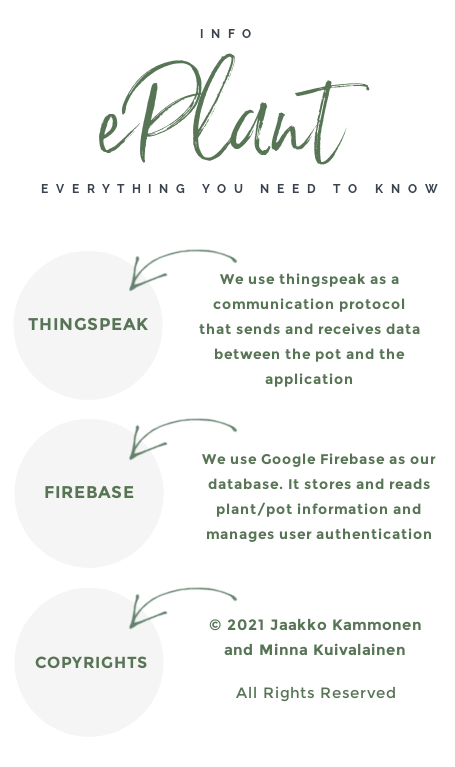 INFO
ePlant
EVERYTHING YOU NEED TO KNOW
THINGSPEAK
We use thingspeak as a
communication protocol
that sends and receives data
between the pot and the
application
FIREBASE
We use Google Firebase as our
database. It stores and reads
plant/pot information and
manages user authentication
COPYRIGHTS
© 2021 Jaakko Kammonen
and Minna Kuivalainen
All Rights Reserved